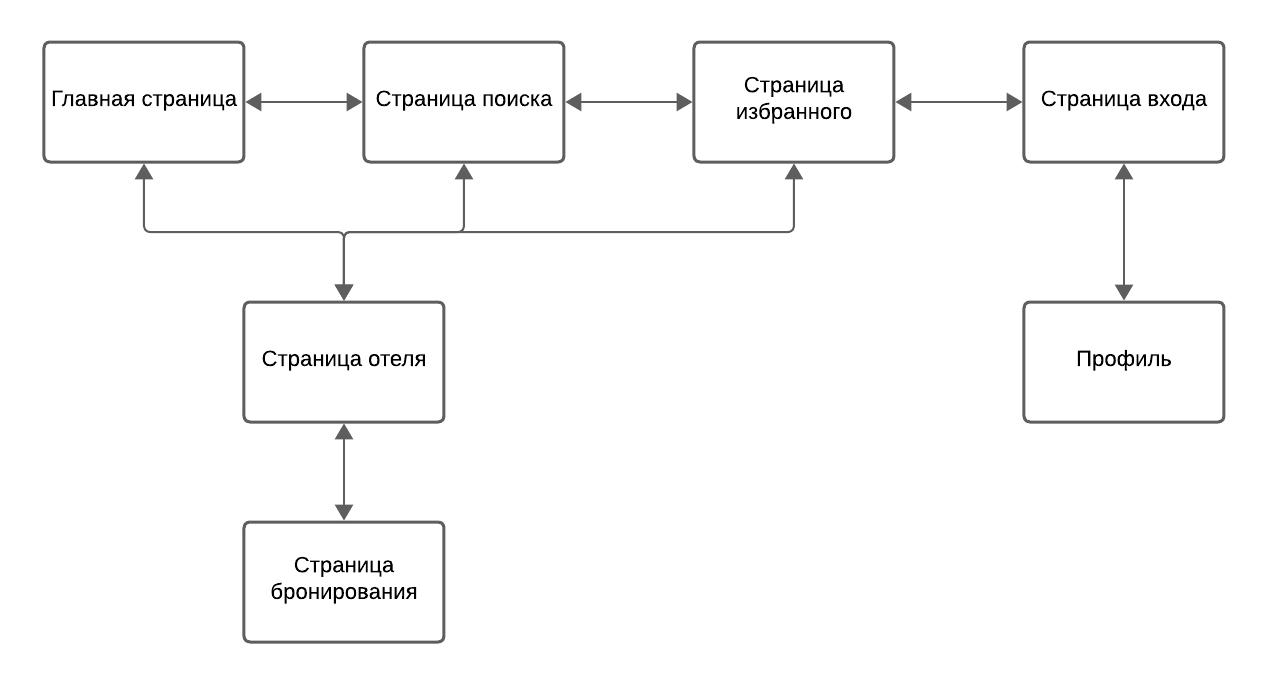 Главная страница
Страница поиска
Страница
избранного
Страница входа
Страница отеля
Профиль
Страница
бронирования